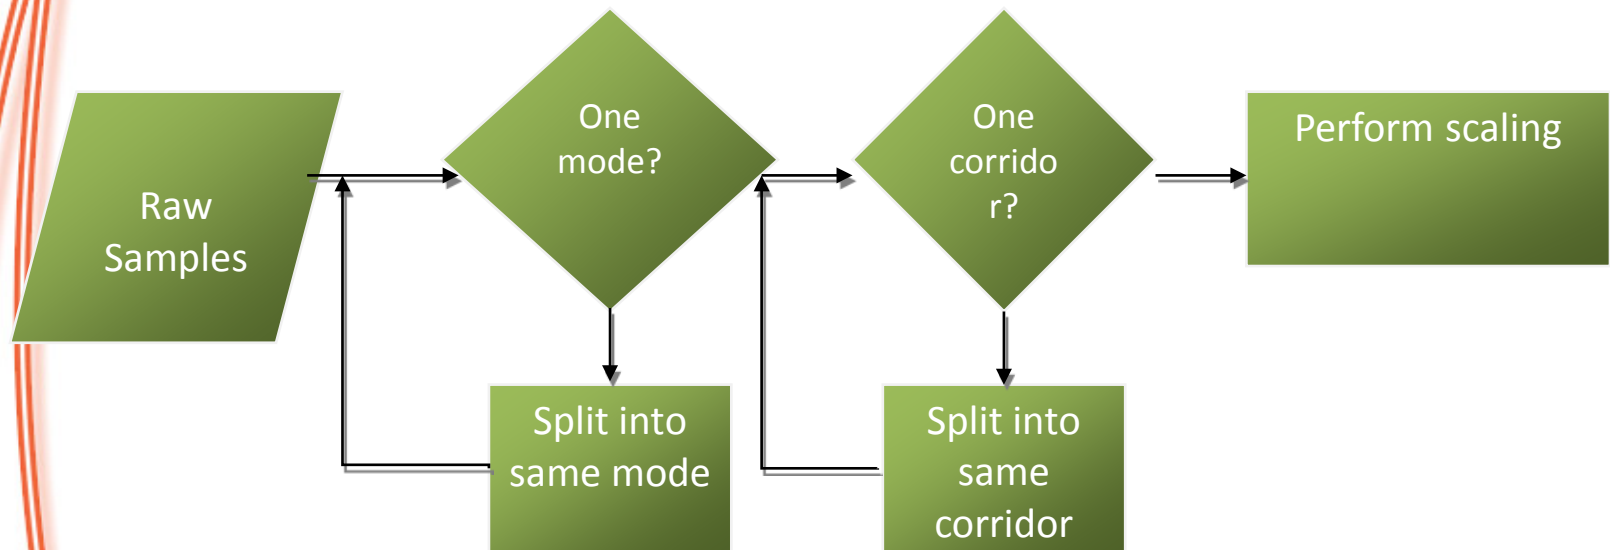 Raw
Samples
One
mode?
Split into
same mode
One
corrido
r?
Split into
same
corridor
Perform scaling